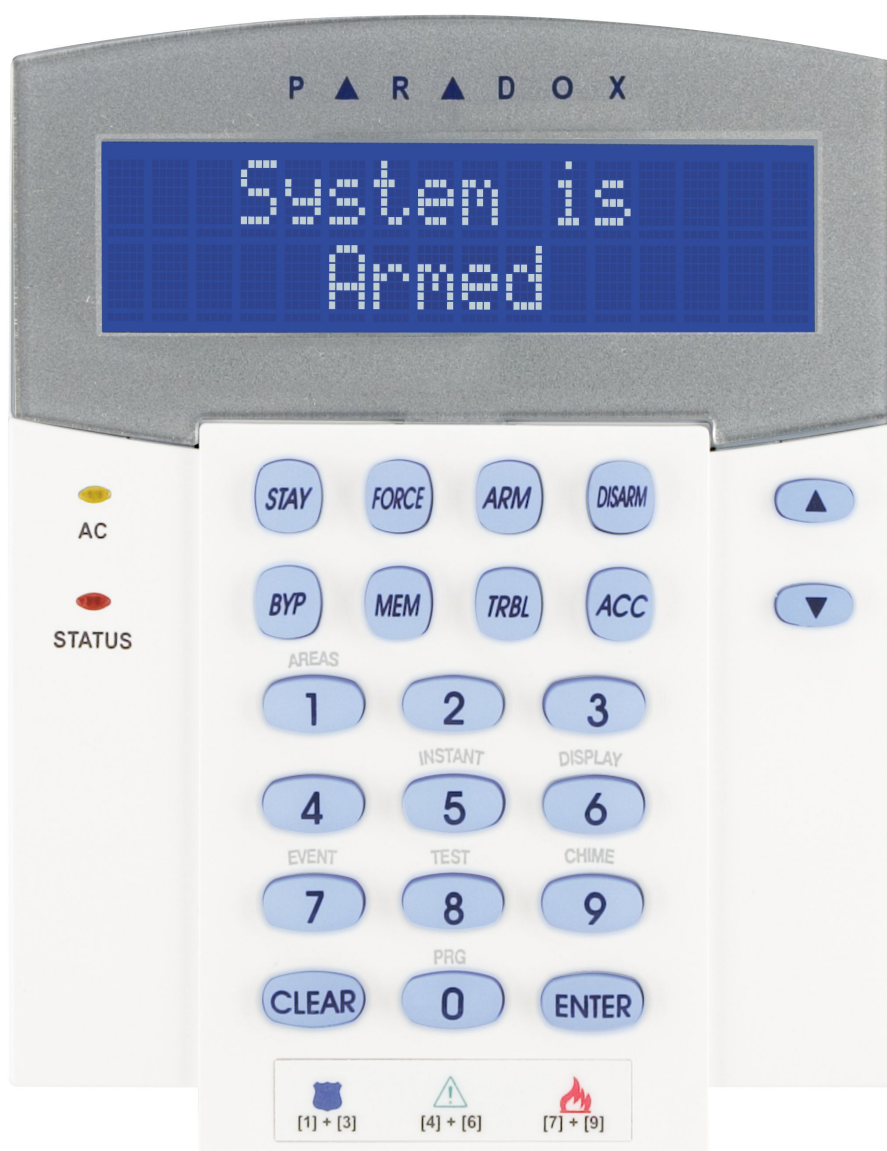 PARADOX
System is
Armed
STAY FORCE ARM DISARM
AC
BYP MEM TRBL ACC
STATUS
AREAS
1 2 3
INSTANT DISPLAY
4 5 6
EVENT TEST CHIME
7 8 9
PRG
CLEAR 0 ENTER
[1] + [3] [4] + [6] [7] + [9]